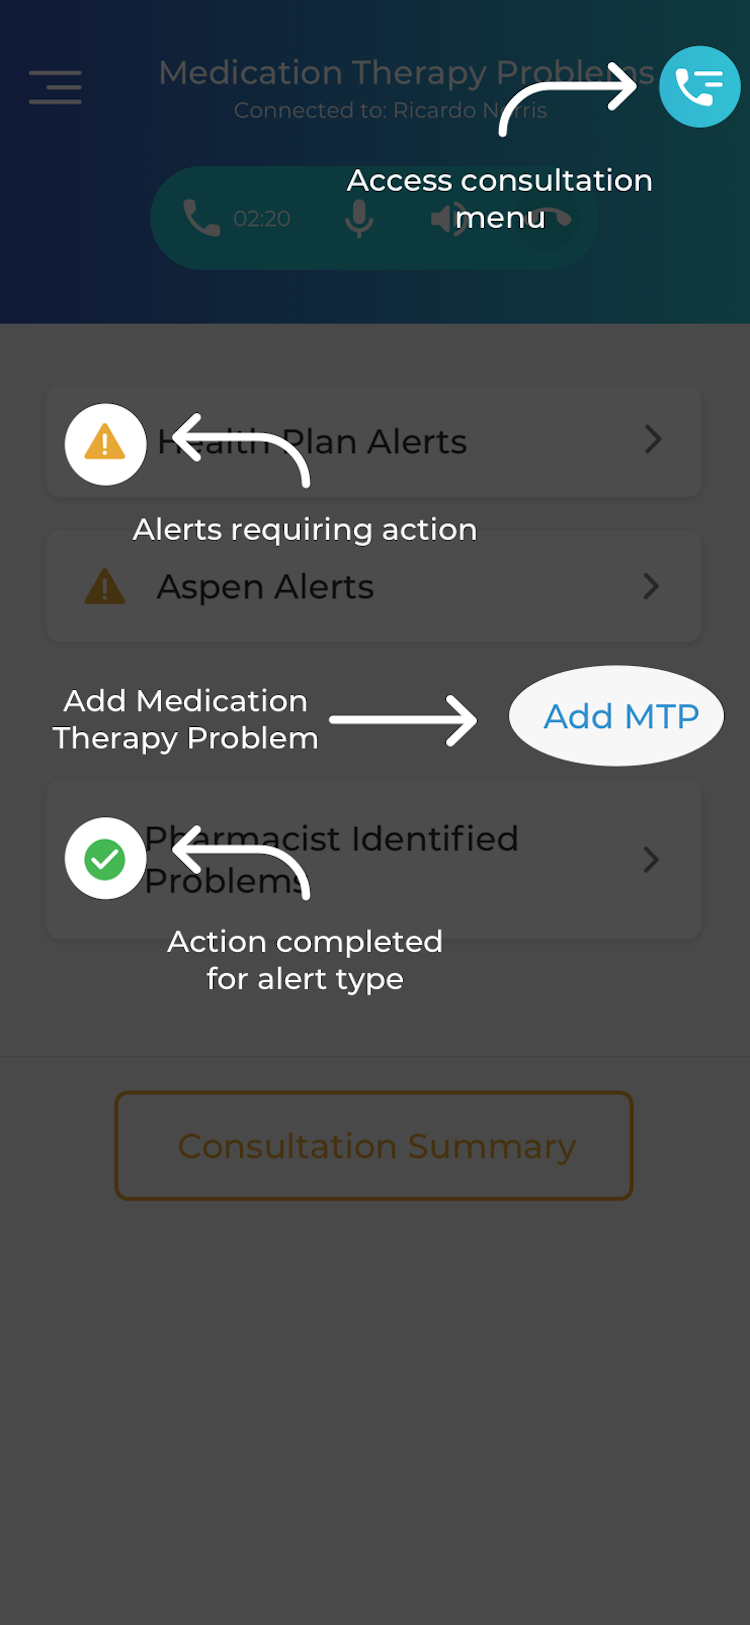 Medication Therapy Problems
Connected to: Ricardo Norris
Access consultation
menu
02:20
Health Plan Alerts
Alerts requiring action
Aspen Alerts
Add Medication
Therapy Problem
Add MTP
Pharmacist Identified
Problems
Action completed
for alert type
Consultation Summary